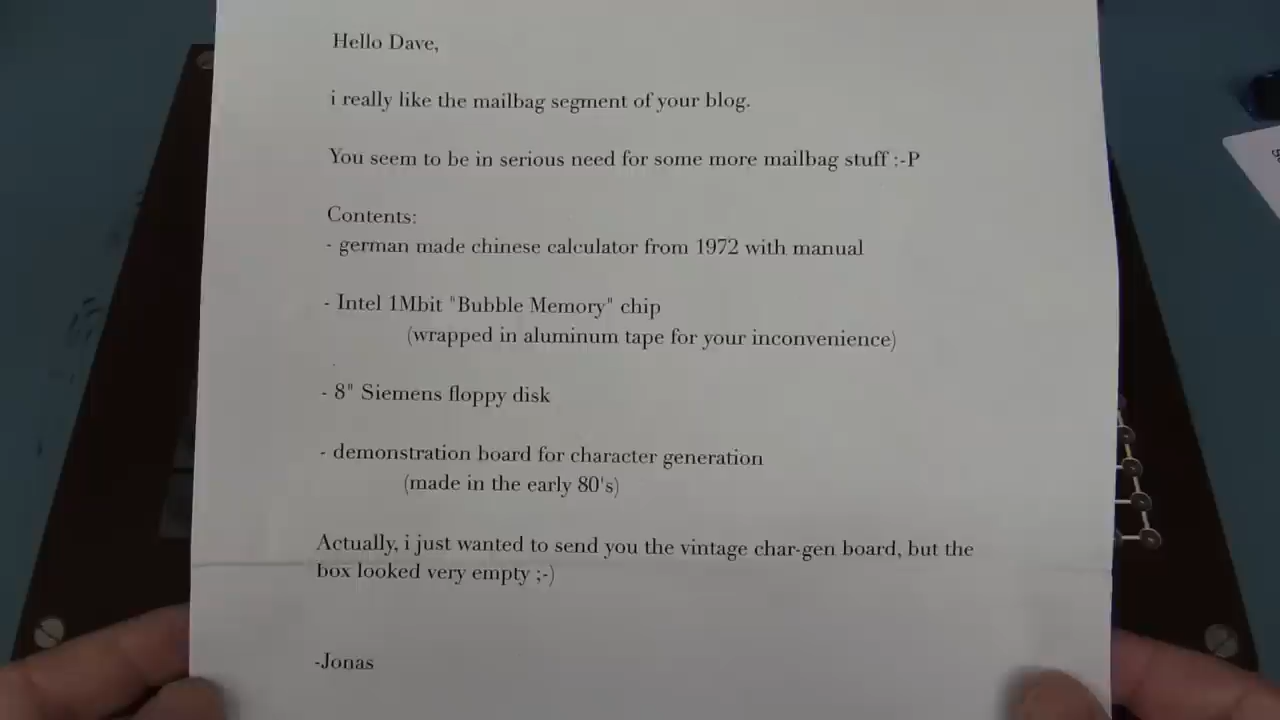 Hello Dave,
i really like the mailbag segment of your blog.
You seem to be in serious need for some more mailbag stuff :-P
Contents:
- german made chinese calculator from 1972 with manual
- Intel 1Mbit "Bubble Memory" chip
(wrapped in aluminum tape for your inconvenience)
- 8" Siemens floppy disk
- demonstration board for character generation
(made in the early 80's)
Actually, i just wanted to send you the vintage char-gen board, but the
box looked very empty ;-)
-Jonas